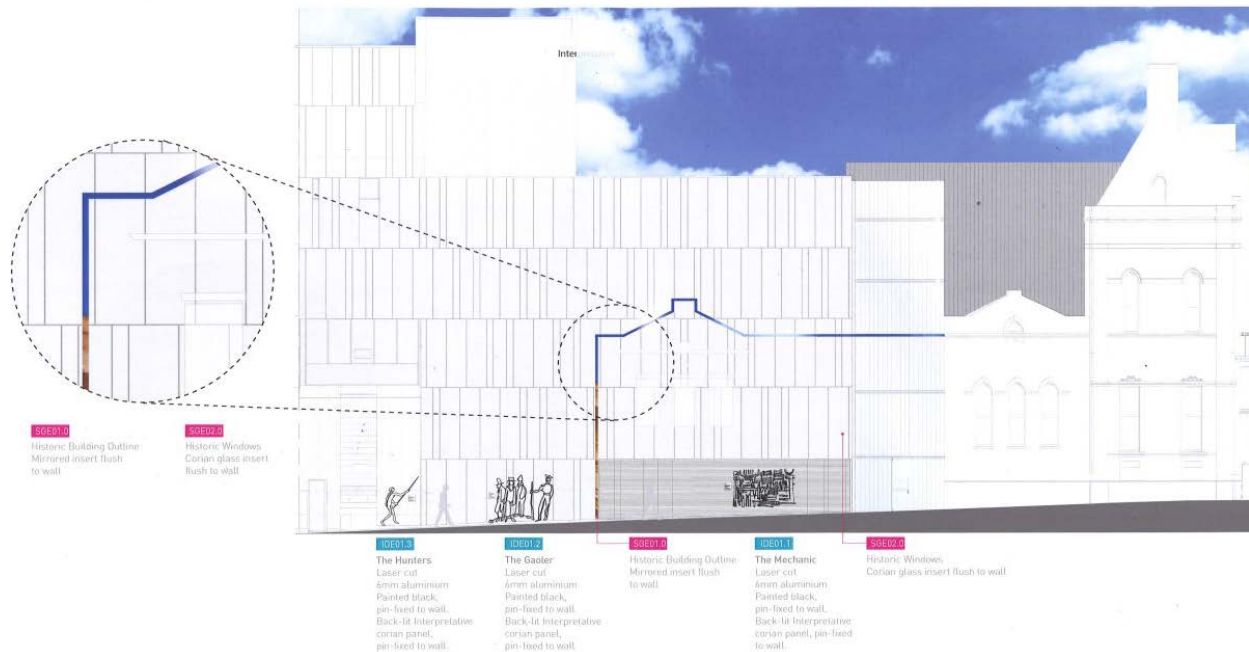 Interpretative
SGE01.0
Historic Building Outline
Mirrored insert flush
to wall
SGE02.0
Historic Windows
Corian glass insert
flush to wall
IDE01.3
The Hunters
Laser cut
6mm aluminium
Painted black,
pin-fixed to wall.
Back-lit Interpretative
corian panel,
pin-fixed to wall.
IDE01.2
The Gaoler
Laser cut
6mm aluminium
Painted black,
pin-fixed to wall.
Back-lit Interpretative
corian panel,
pin-fixed to wall
SGE01.0
Historic Building Outline
Mirrored insert flush
to wall
IDE01.1
The Mechanic
Laser cut
6mm aluminium
Painted black,
pin-fixed to wall.
Back-lit Interpretative
corian panel, pin-fixed
to wall.
SGE02.0
Historic Windows
Corian glass insert flush to wall